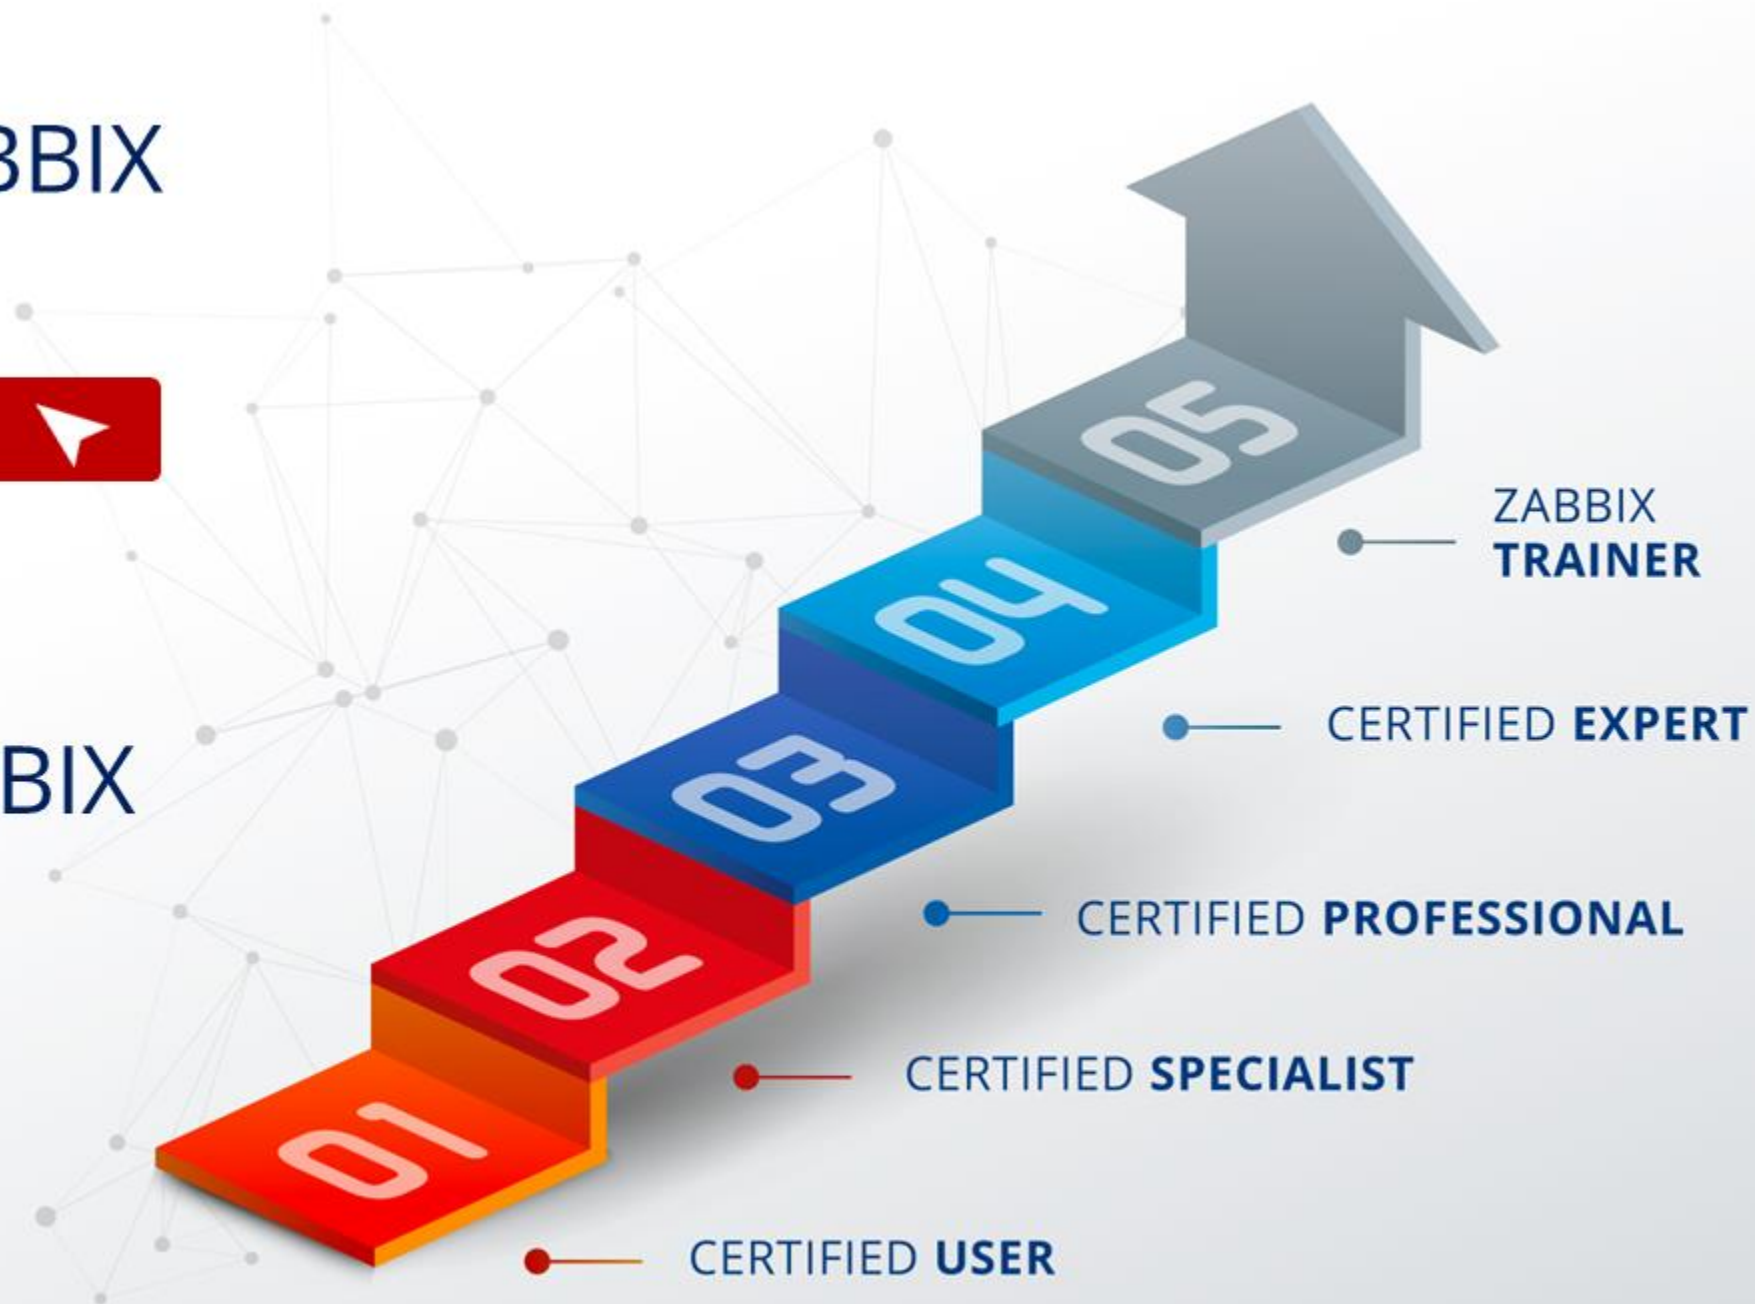 BBIX
BIX
05
ZABBIX
TRAINER
04
CERTIFIED EXPERT
03
CERTIFIED PROFESSIONAL
02
CERTIFIED SPECIALIST
01
CERTIFIED USER